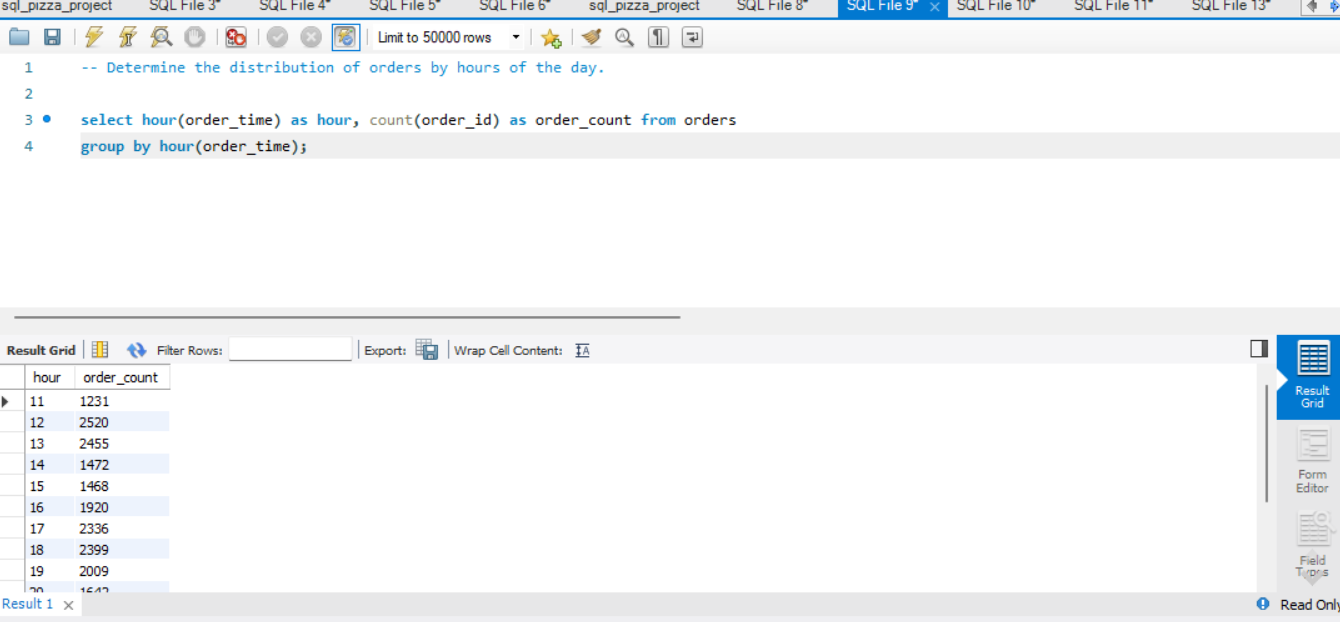 sql_pizza_project SQL File 3* SQL File 4* SQL File 5* SQL File 6* sql_pizza_project SQL File 8* SQL File 9* × SQL File 10* SQL File 11* SQL File 13*
Limit to 50000 rows
1 -- Determine the distribution of orders by hours of the day.
2
3 select hour(order_time) as hour, count(order_id) as order_count from orders
4 group by hour(order_time);
Result Grid Filter Rows: Export: Wrap Cell Content: IA
hour order_count
11 1231
12 2520
13 2455
14 1472
15 1468
16 1920
17 2336
18 2399
19 2009
20 1642
Result
Grid
Form
Editor
Field
Types
Result 1 × Read Only